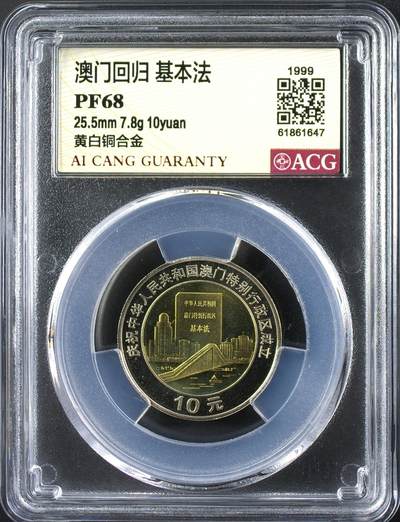 澳门回归 基本法
PF68
25.5mm 7.8g 10yuan
黄白铜合金
AI CANG GUARANTY
1999
61861647
ACG
庆祝中华人民共和国澳门特别行政区成立
中华人民共和国
澳门特别行政区
基本法
10元